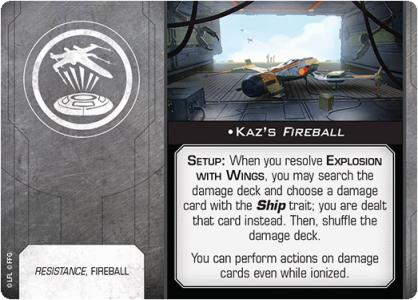 •Kaz's Fireball
Setup: When you resolve Explosion
with Wings, you may search the
damage deck and choose a damage
card with the Ship trait; you are dealt
that card instead. Then, shuffle the
damage deck.
You can perform actions on damage
cards even while ionized.
RESISTANCE, FIREBALL
© LFL © FFG